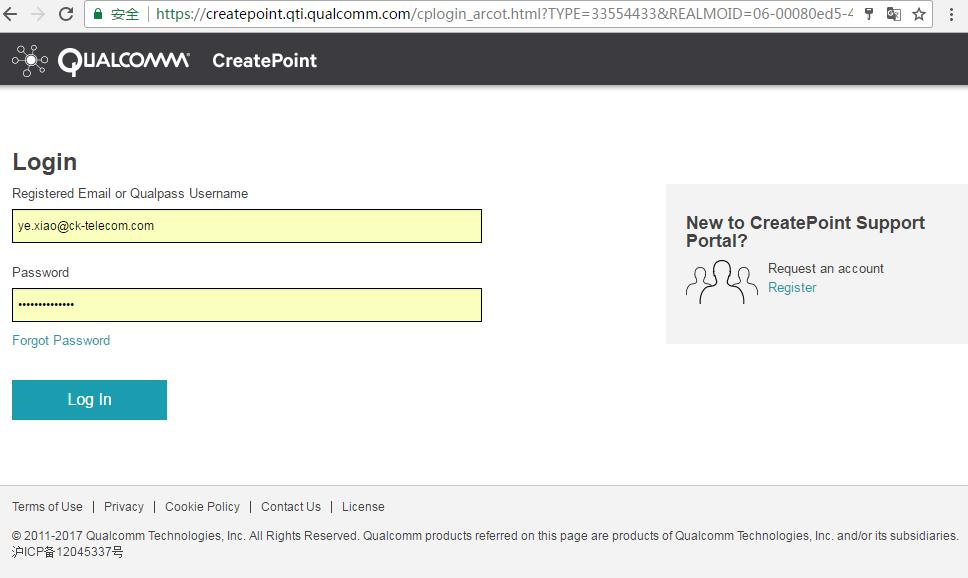 安全 https://createpoint.qti.qualcomm.com/cplogin_arcot.html?TYPE=33554433&REALMOID=06-00080ed5-4
QUALCOMM® CreatePoint
Login
Registered Email or Qualpass Username
ye.xiao@ck-telecom.com
Password
••••••••••••••
Forgot Password
Log In
New to CreatePoint Support
Portal?
Request an account
Register
Terms of Use | Privacy | Cookie Policy | Contact Us | License
© 2011-2017 Qualcomm Technologies, Inc. All Rights Reserved. Qualcomm products referred on this page are products of Qualcomm Technologies, Inc. and/or its subsidiaries.
沪ICP备12045337号